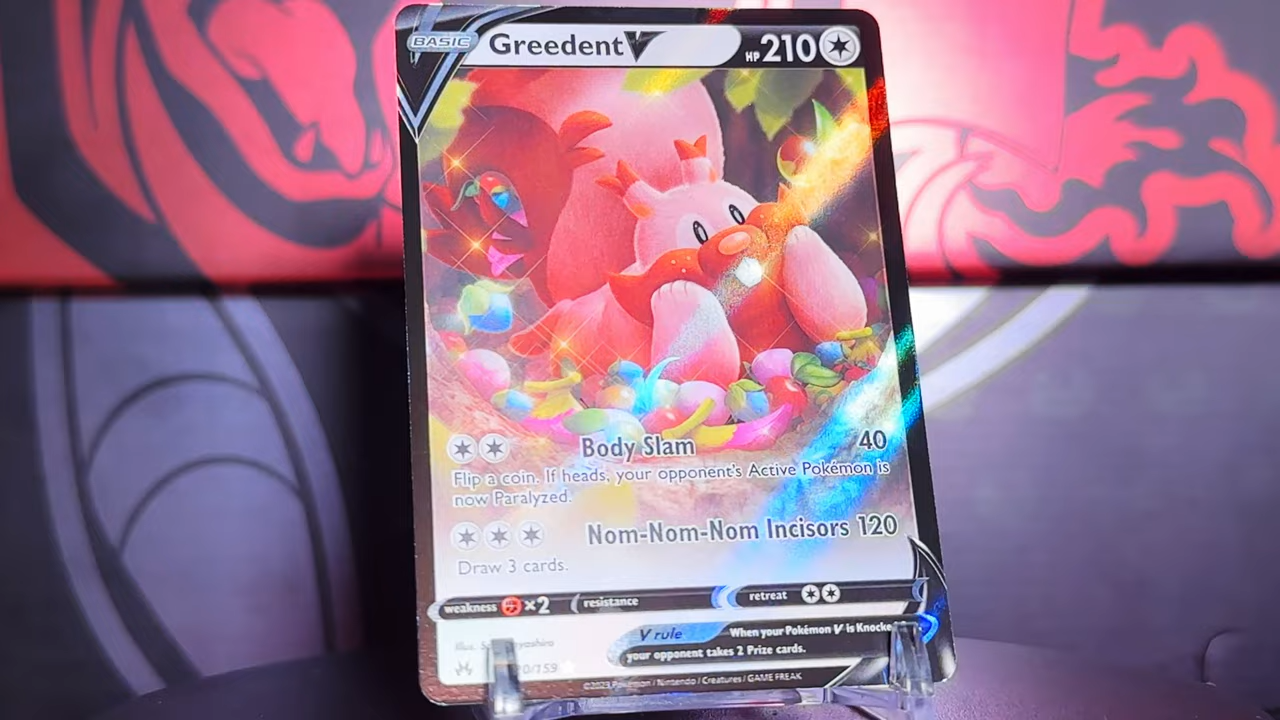 BASIC Greedent V HP 210
Body Slam 40
Flip a coin. If heads, your opponent's Active Pokémon is
now Paralyzed.
Nom-Nom-Nom Incisors 120
Draw 3 cards.
weakness ×2 resistance retreat
V rule When your Pokémon V is Knocke
your opponent takes 2 Prize cards.
Illus.
/159
©2023 Pokémon / Nintendo / Creatures / GAME FREAK